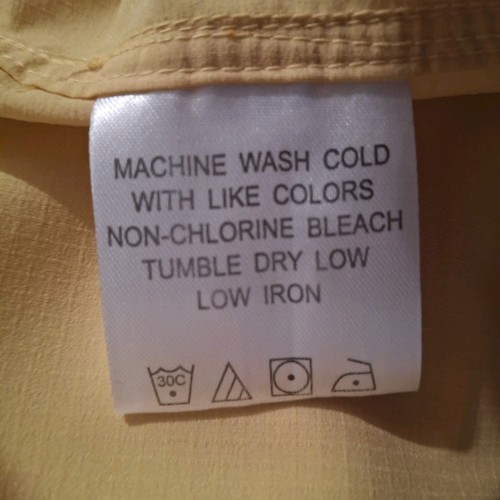 MACHINE WASH COLD
WITH LIKE COLORS
NON-CHLORINE BLEACH
TUMBLE DRY LOW
LOW IRON
30C